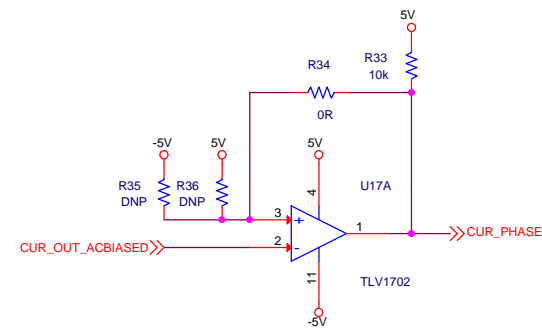 5V
R34
R33
10k
0R
-5V
5V
5V
R35
R36
DNP
DNP
4
U17A
3
+
1
CUR_PHASE
CUR_OUT_ACBIASED
2
-
11
TLV1702
-5V